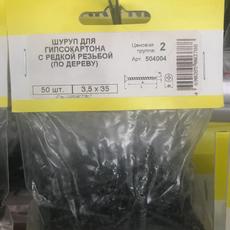 ШУРУП ДЛЯ
ГИПСОКАРТОНА
С РЕДКОЙ РЕЗЬБОЙ
(ПО ДЕРЕВУ)
Ценовая группа: 2
Арт. 504004
50 шт. 3,5 x 35